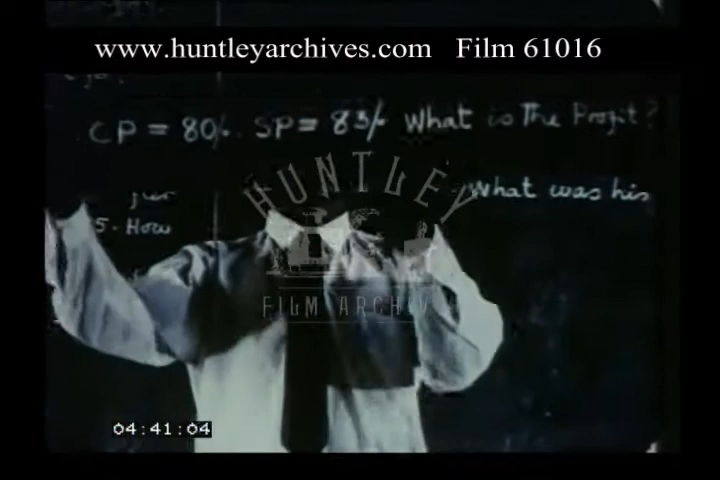 www.huntleyarchives.com Film 61016
CP = 80/. SP = 83/- What is The Profit?
HUNTLEY
What was his
5. How
FILM ARCHIVES
04:41:04